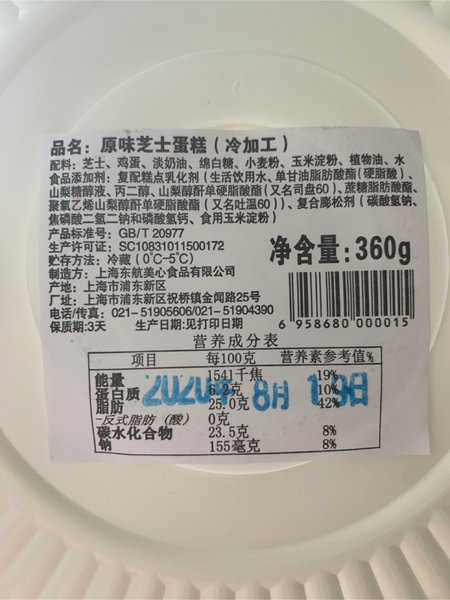 品名：原味芝士蛋糕（冷加工）
配料：芝士、鸡蛋、淡奶油、绵白糖、小麦粉、玉米淀粉、植物油、水
食品添加剂：复配糕点乳化剂（生活饮用水、单甘油脂肪酸酯（硬脂酸）、
山梨糖醇液、丙二醇、山梨醇酐单硬脂酸酯（又名司盘60）、蔗糖脂肪酸酯、
聚氧乙烯山梨醇酐单硬脂酸酯（又名吐温60））、复合膨松剂（碳酸氢钠、
焦磷酸二氢二钠和磷酸氢钙、食用玉米淀粉）
产品标准号：GB/T 20977
生产许可证：SC10831011500172
贮存方法：冷藏（0℃-5℃）
净含量：360g
制造方：上海东航美心食品有限公司
产地：上海市浦东新区
厂址：上海市浦东新区祝桥镇金闻路25号
电话/传真：021-51905606/021-51904390
保质期：3天 生产日期：见打印日期
6 958680 000015
营养成分表
项目 每100克 营养素参考值%
能量 1541千焦 19%
蛋白质 6.2克 10%
2020年 8月19日
脂肪 25.0克 42%
-反式脂肪（酸） 0克
碳水化合物 23.5克 8%
钠 155毫克 8%